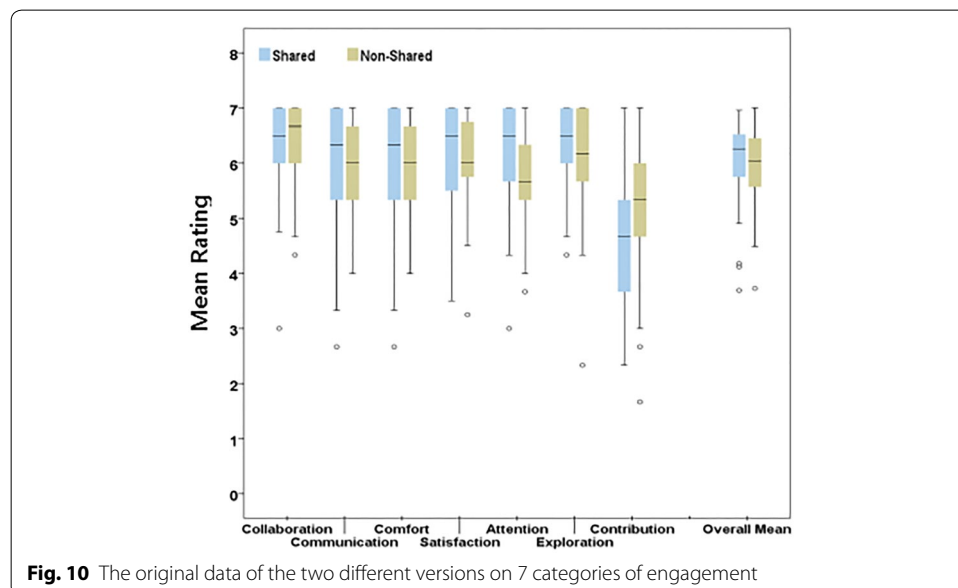 8
Shared Non-Shared
7
6
5
4
3
2
1
0
Mean Rating
Collaboration Comfort Attention Contribution Overall Mean
Communication Satisfaction Exploration
Fig. 10 The original data of the two different versions on 7 categories of engagement